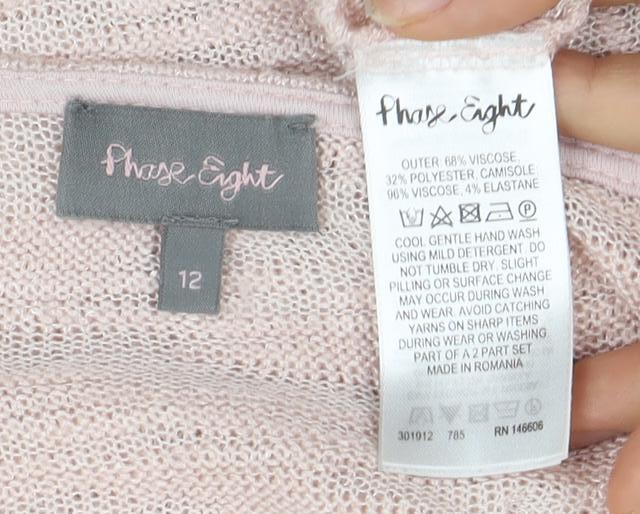 Phase Eight
12
Phase Eight
OUTER: 68% VISCOSE,
32% POLYESTER, CAMISOLE:
96% VISCOSE, 4% ELASTANE
COOL GENTLE HAND WASH
USING MILD DETERGENT. DO
NOT TUMBLE DRY. SLIGHT
PILLING OR SURFACE CHANGE
MAY OCCUR DURING WASH
AND WEAR. AVOID CATCHING
YARNS ON SHARP ITEMS
DURING WEAR OR WASHING.
PART OF A 2 PART SET.
MADE IN ROMANIA
301912 785 RN 146606